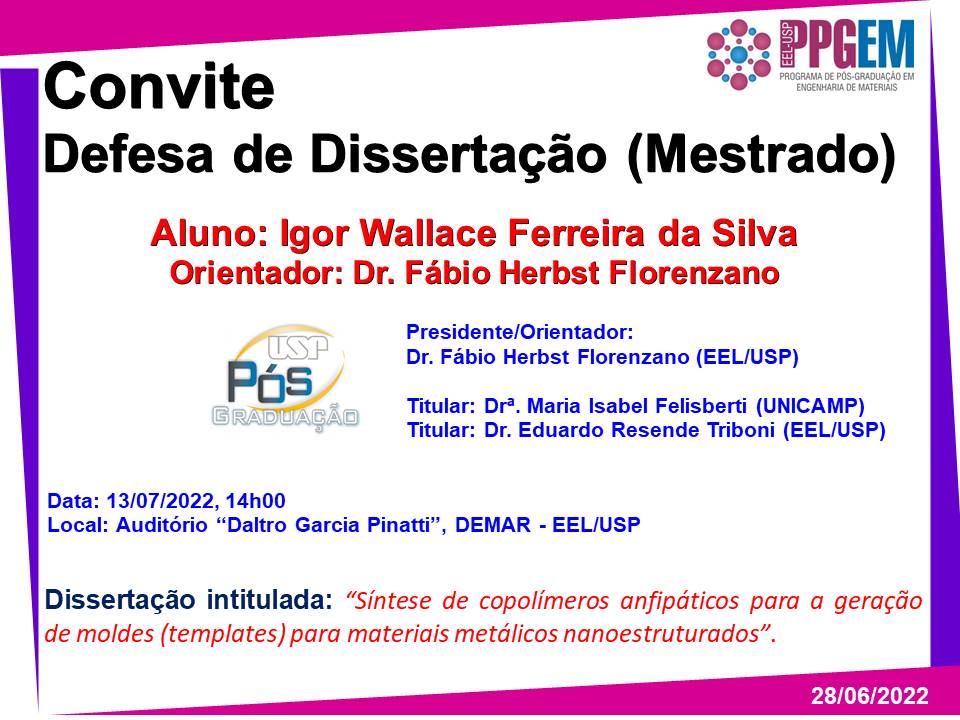 EEL-USP
PPGEM
PROGRAMA DE PÓS-GRADUAÇÃO EM
ENGENHARIA DE MATERIAIS
Convite
Defesa de Dissertação (Mestrado)
Aluno: Igor Wallace Ferreira da Silva
Orientador: Dr. Fábio Herbst Florenzano
USP
Pós
GRADUAÇÃO
Presidente/Orientador:
Dr. Fábio Herbst Florenzano (EEL/USP)
Titular: Drª. Maria Isabel Felisberti (UNICAMP)
Titular: Dr. Eduardo Resende Triboni (EEL/USP)
Data: 13/07/2022, 14h00
Local: Auditório “Daltro Garcia Pinatti”, DEMAR - EEL/USP
Dissertação intitulada: “Síntese de copolímeros anfipáticos para a geração
de moldes (templates) para materiais metálicos nanoestruturados”.
28/06/2022